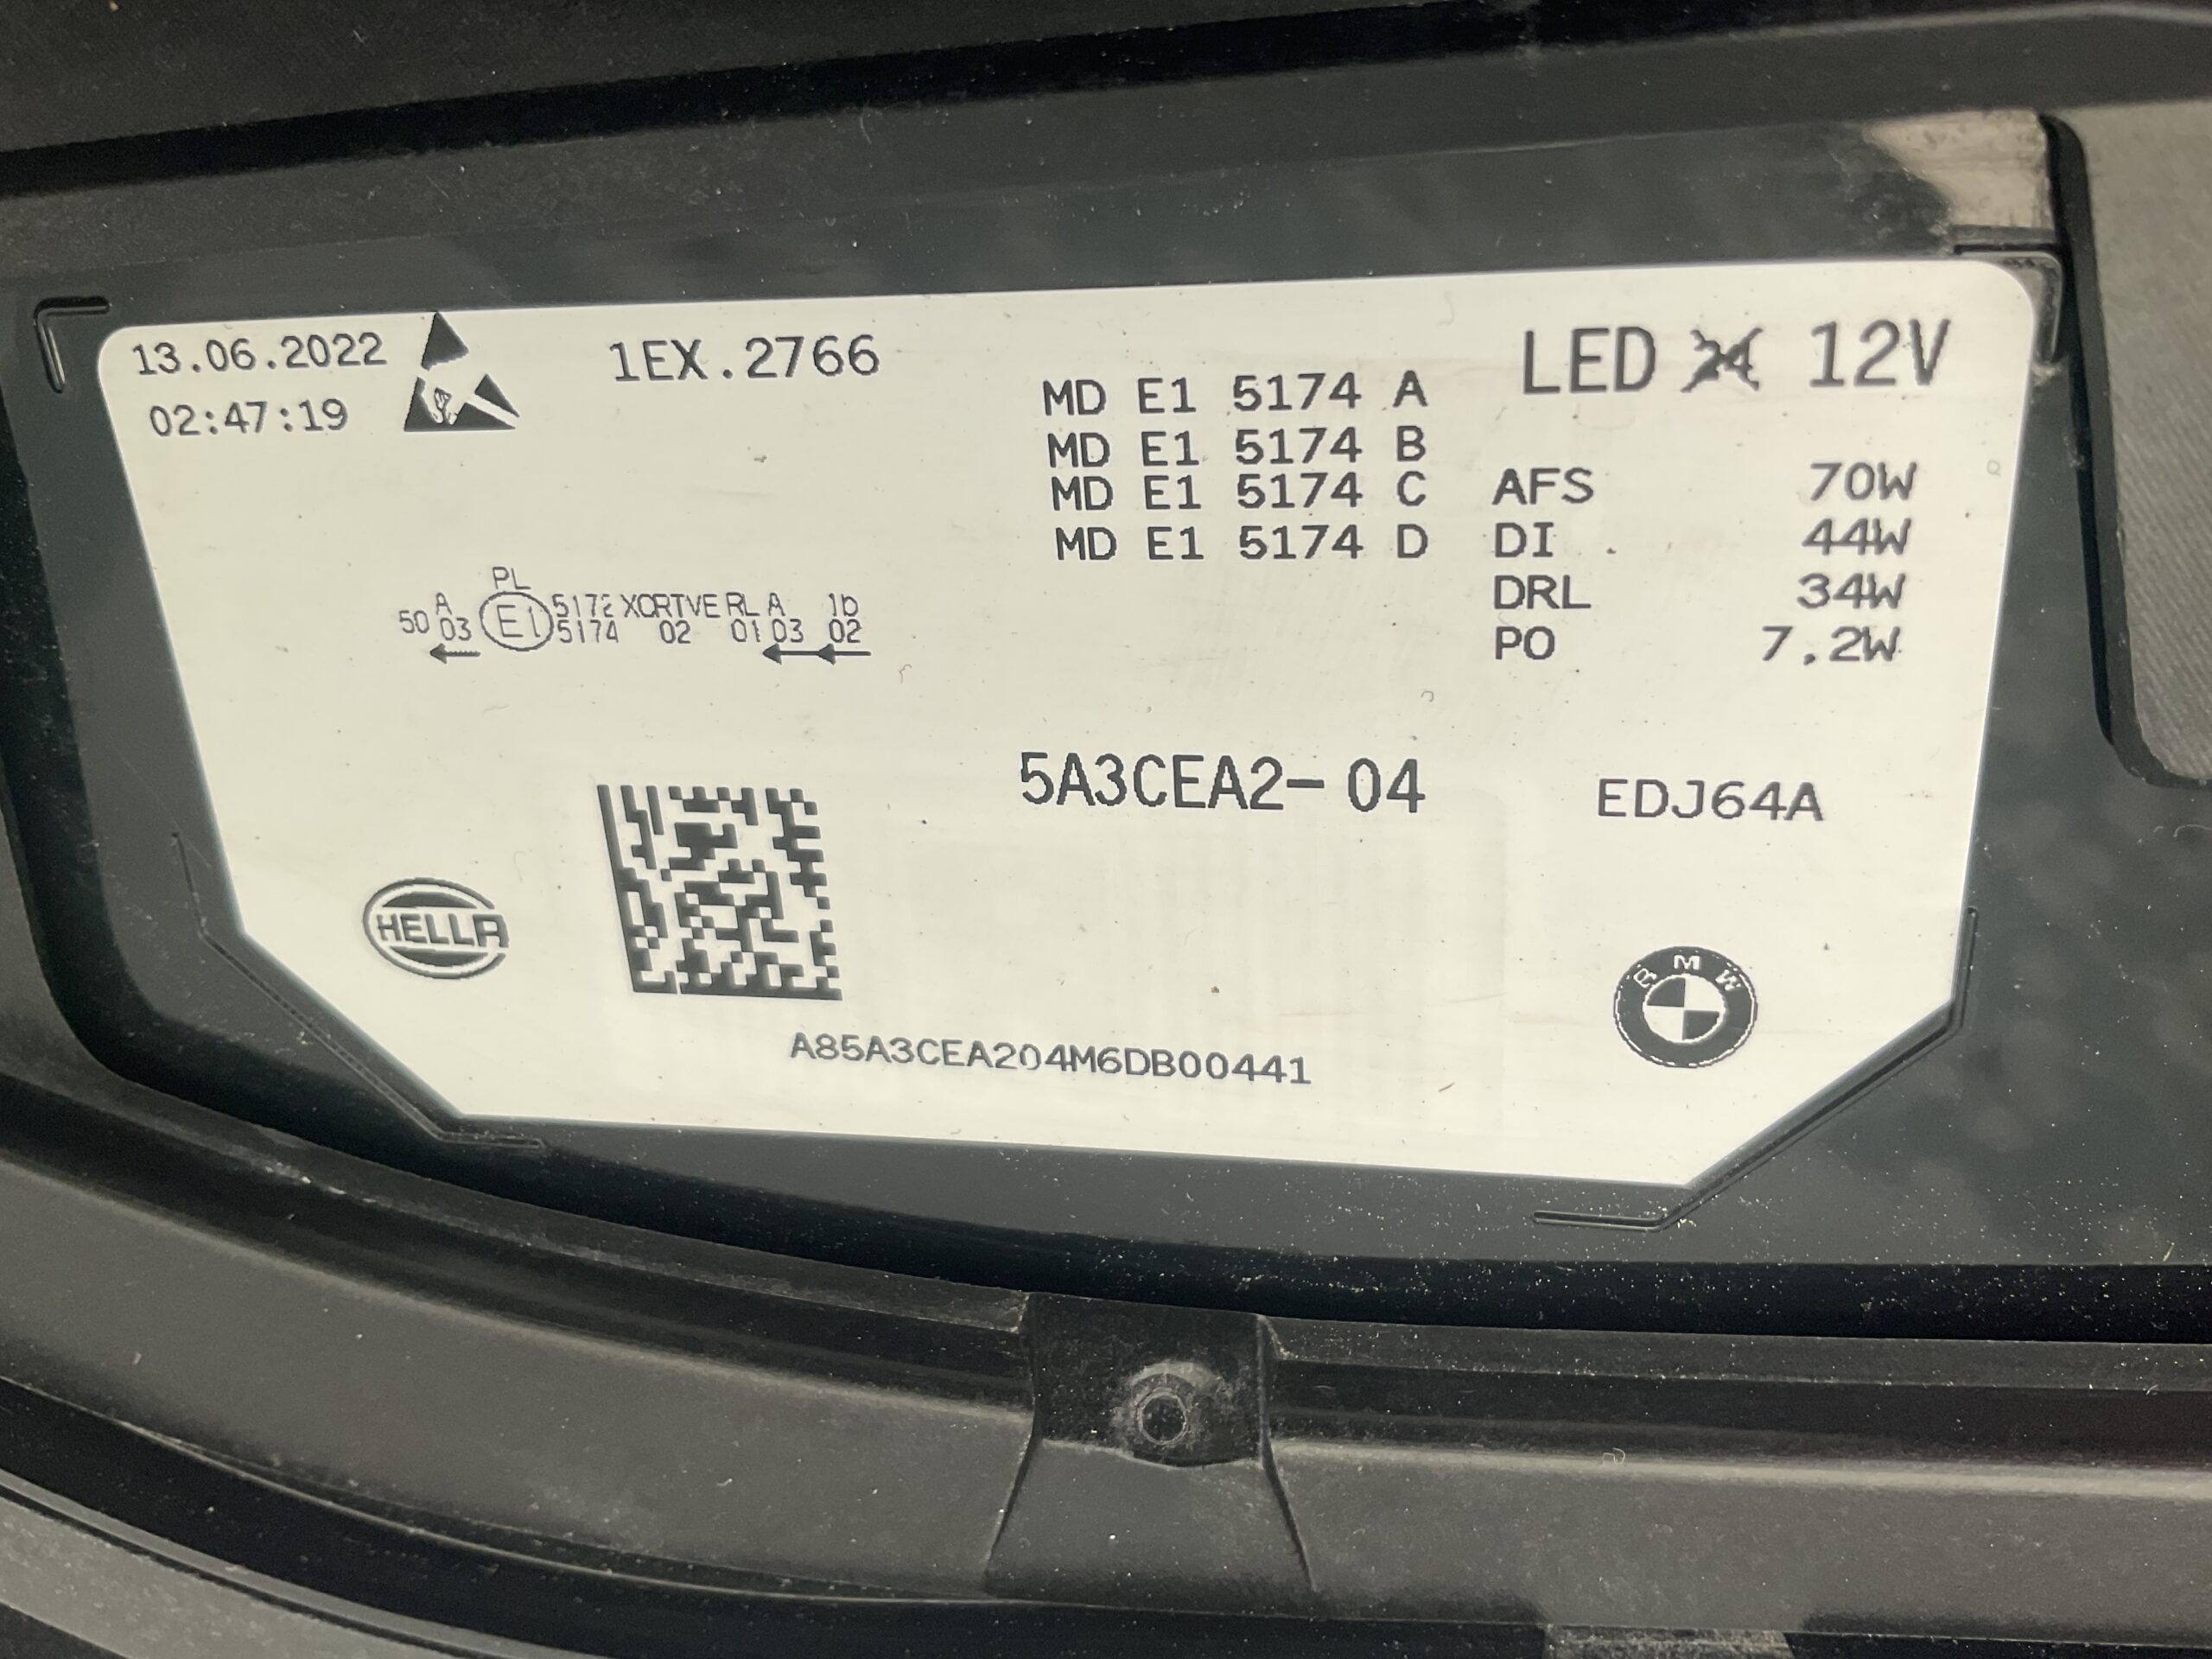 13.06.2022
02:47:19
1EX.2766
MD E1 5174 A
MD E1 5174 B
MD E1 5174 C
MD E1 5174 D
LED 12V
AFS 70W
DI 44W
DRL 34W
PO 7,2W
PL
50 A 03 E1 5172 XCRTVE RL A 1b
5174 02 01 03 02
5A3CEA2-04
EDJ64A
HELLA
BMW
A85A3CEA204M6DB00441